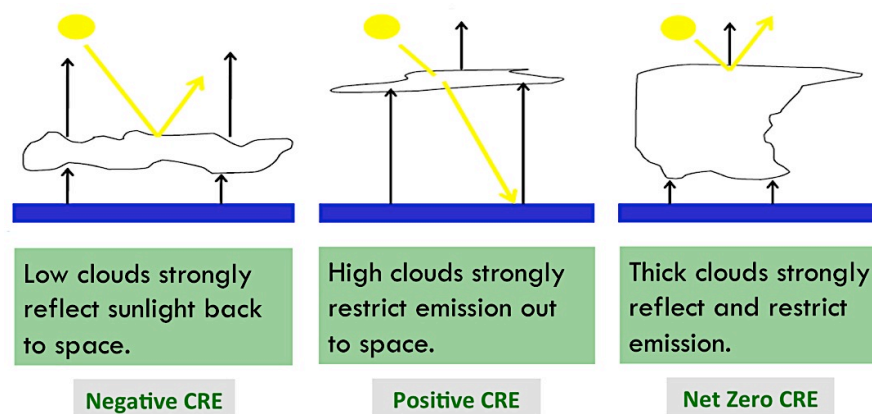 Low clouds strongly
reflect sunlight back
to space.
Negative CRE
High clouds strongly
restrict emission out
to space.
Positive CRE
Thick clouds strongly
reflect and restrict
emission.
Net Zero CRE